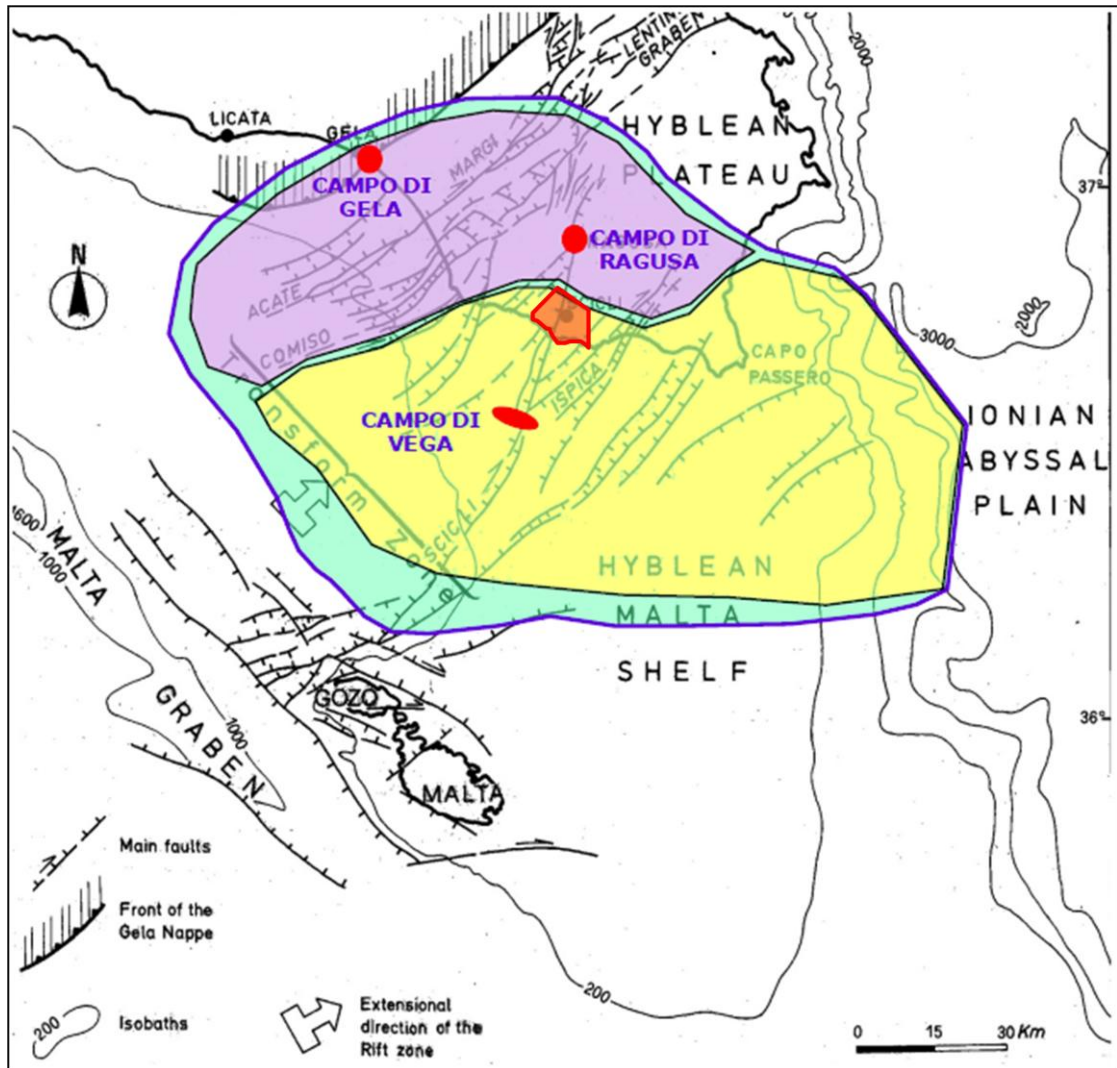 2000
LENTINI
GRABEN
LICATA
GELA
HYBLEAN
PLATEAU
MARGI
37°
CAMPO DI
GELA
CAMPO DI
RAGUSA
N
ACATE
SCICLI
2000
3000
COMISO
CAPO
PASSERO
ISPICA
CAMPO DI
VEGA
IONIAN
ABYSSAL
PLAIN
Transform Zone
SCICLI
1600
1000
MALTA
GRABEN
1000
HYBLEAN
MALTA
SHELF
GOZO
MALTA
36°
Main faults
Front of the
Gela Nappe
200
Isobaths
Extensional
direction of the
Rift zone
200
0 15 30 Km